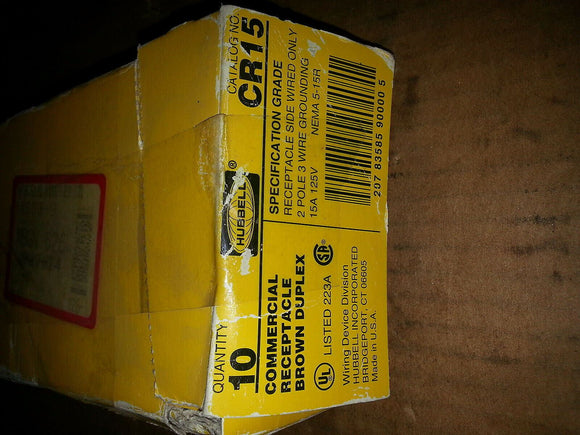 CATALOG NO.
CR15
HUBBELL®
SPECIFICATION GRADE
RECEPTACLE SIDE WIRED ONLY
2 POLE 3 WIRE GROUNDING
15A 125V NEMA 5-15R
207 83585 90000 5
QUANTITY
10
COMMERCIAL
RECEPTACLE
BROWN DUPLEX
UL LISTED 223A SA
Wiring Device Division
HUBBELL INCORPORATED
BRIDGEPORT, CT 06605
Made in U.S.A.